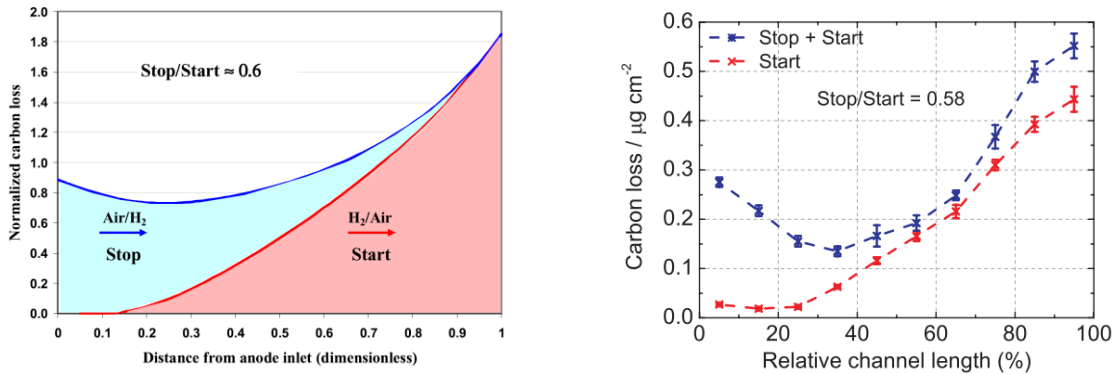 2.0
1.8
1.6
1.4
1.2
1.0
0.8
0.6
0.4
0.2
0.0
Normalized carbon loss
Stop/Start ≈ 0.6
Air/H₂
Stop
H₂/Air
Start
0 0.1 0.2 0.3 0.4 0.5 0.6 0.7 0.8 0.9 1
Distance from anode inlet (dimensionless)
0.6
0.5
0.4
0.3
0.2
0.1
0.0
Carbon loss / µg cm⁻²
Stop + Start
Start
Stop/Start = 0.58
0 20 40 60 80 100
Relative channel length (%)